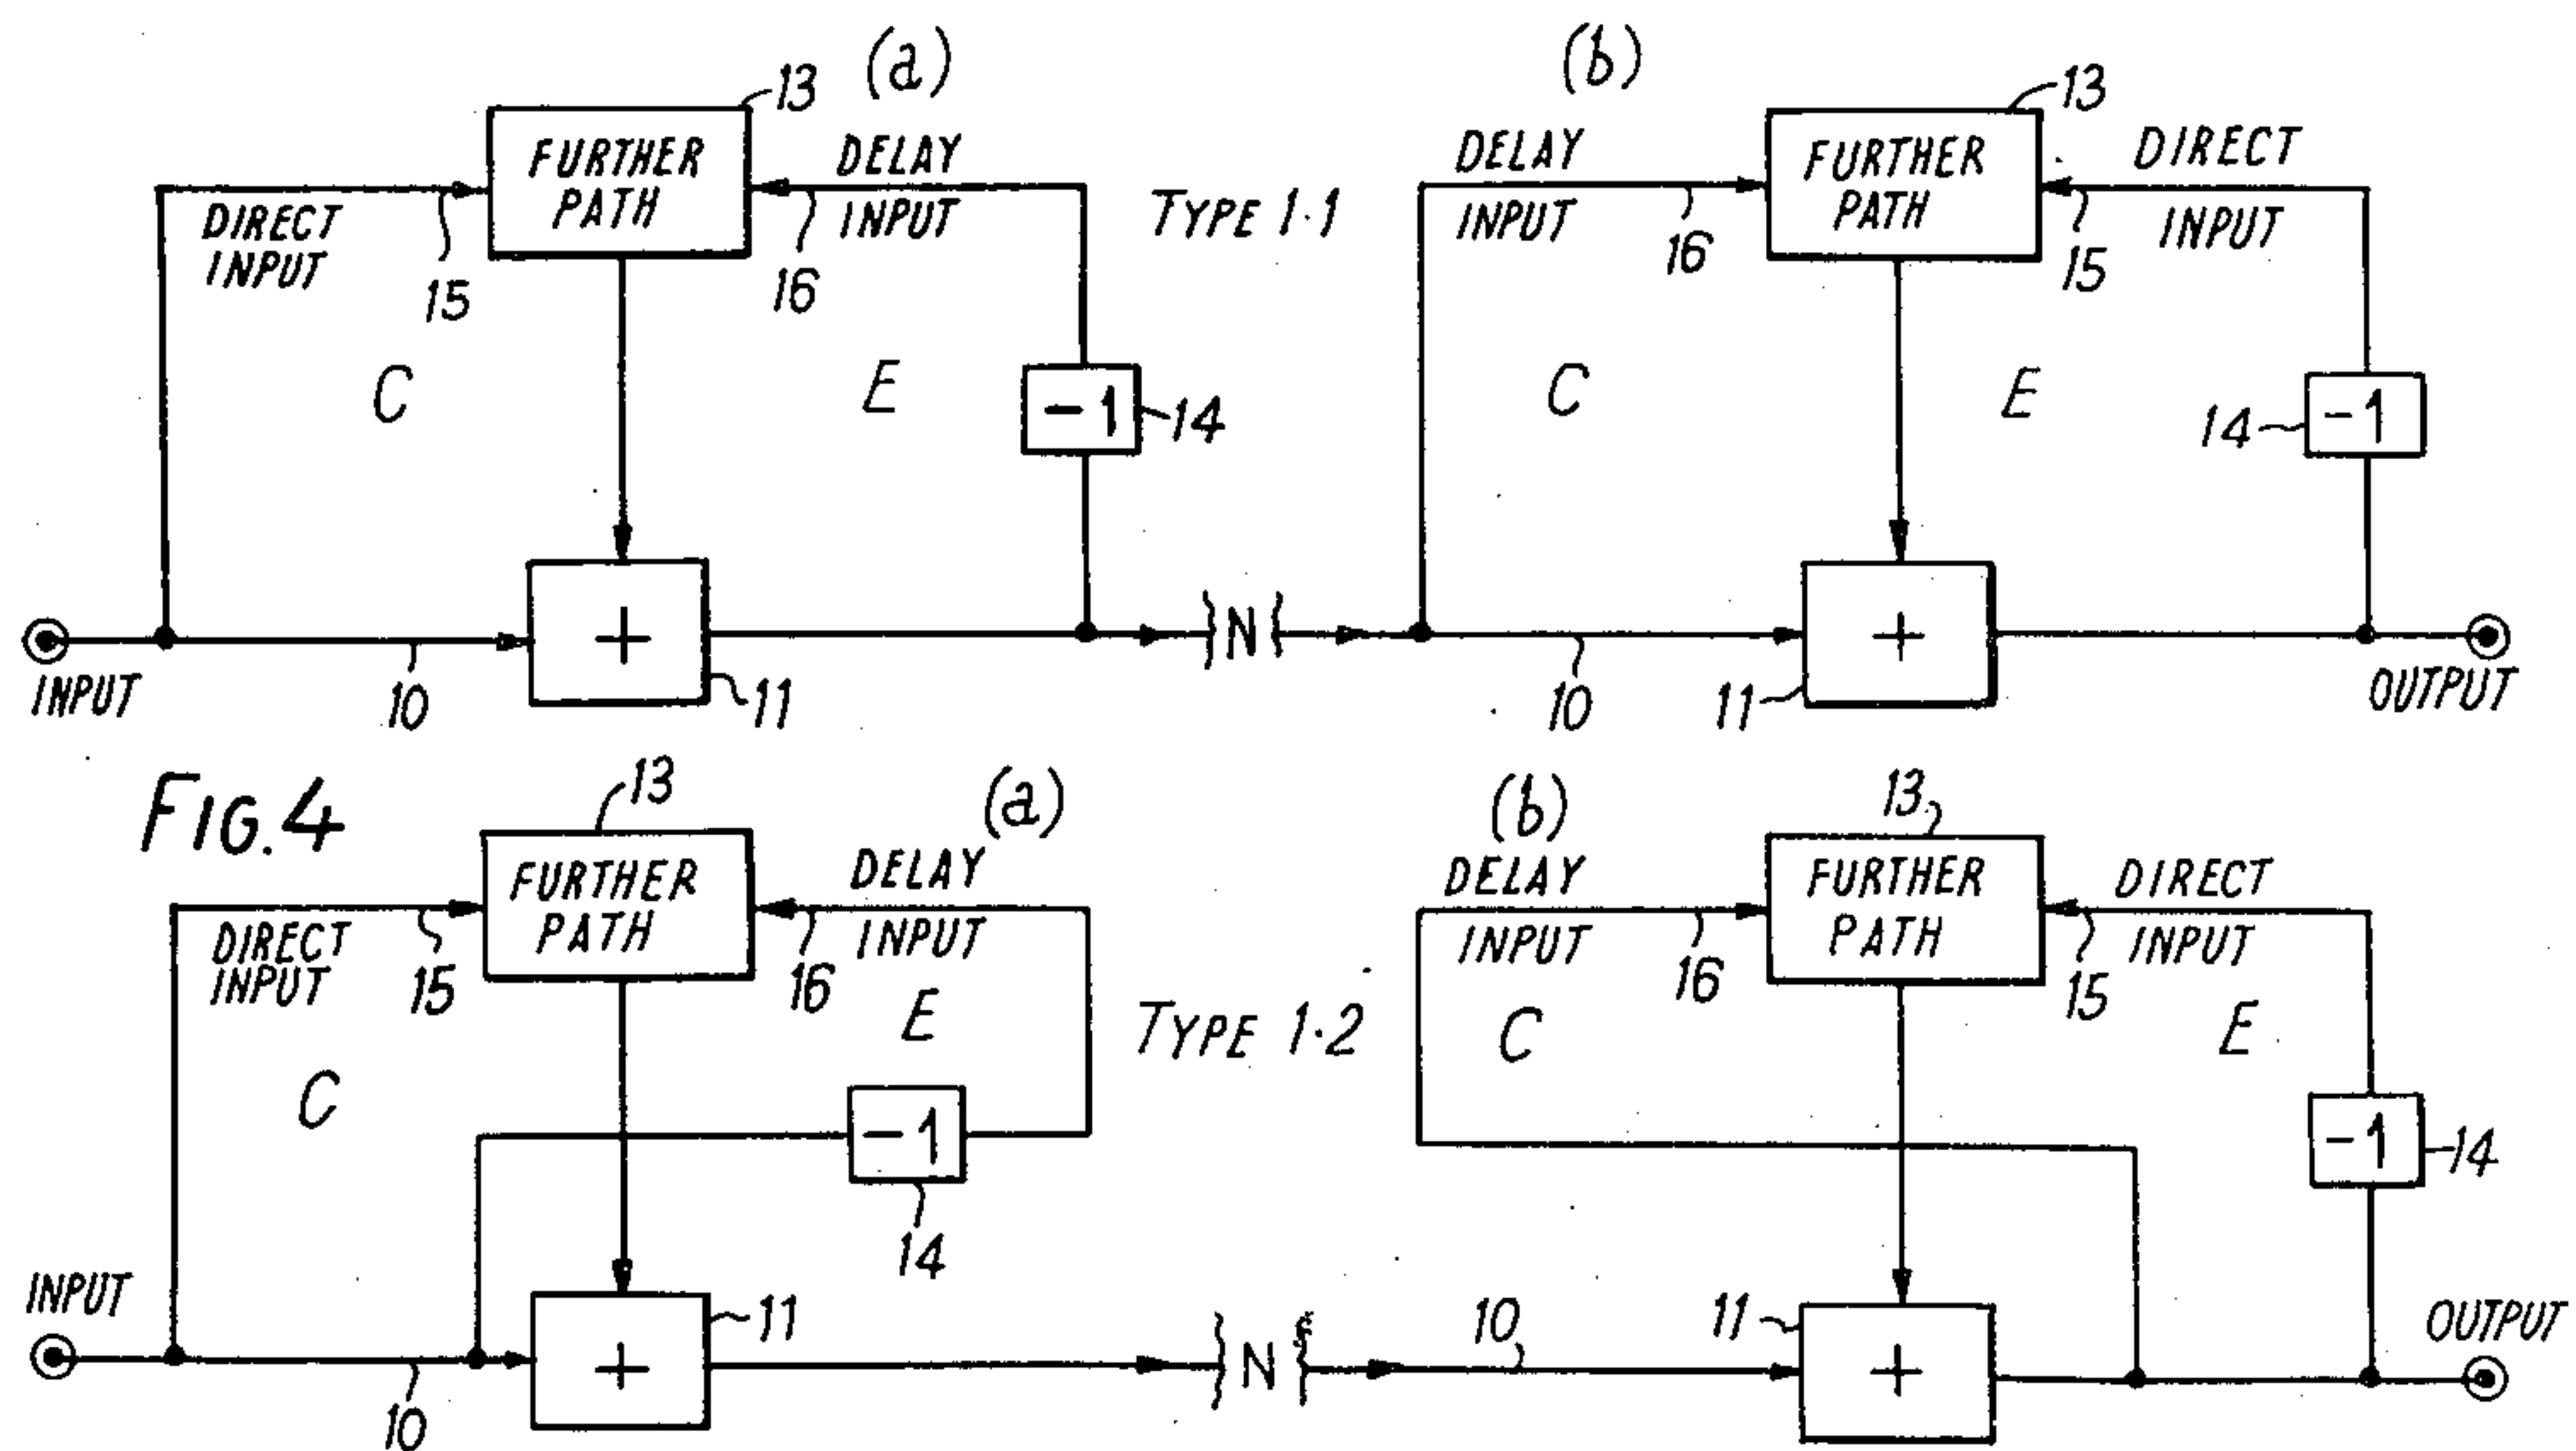 (a)
(b)
13
13
FURTHER
PATH
DELAY
INPUT
DIRECT
INPUT
15
16
TYPE 1·1
DELAY
INPUT
FURTHER
PATH
DIRECT
INPUT
16
15
C
E
-1
14
C
E
14
-1
+
N
+
INPUT
10
11
10
11
OUTPUT
FIG.4
13
(a)
(b)
13
FURTHER
PATH
DELAY
INPUT
DIRECT
INPUT
15
16
DELAY
INPUT
FURTHER
PATH
DIRECT
INPUT
16
15
E
TYPE 1·2
C
E
C
-1
14
-1
14
INPUT
11
10
11
OUTPUT
+
N
+
10